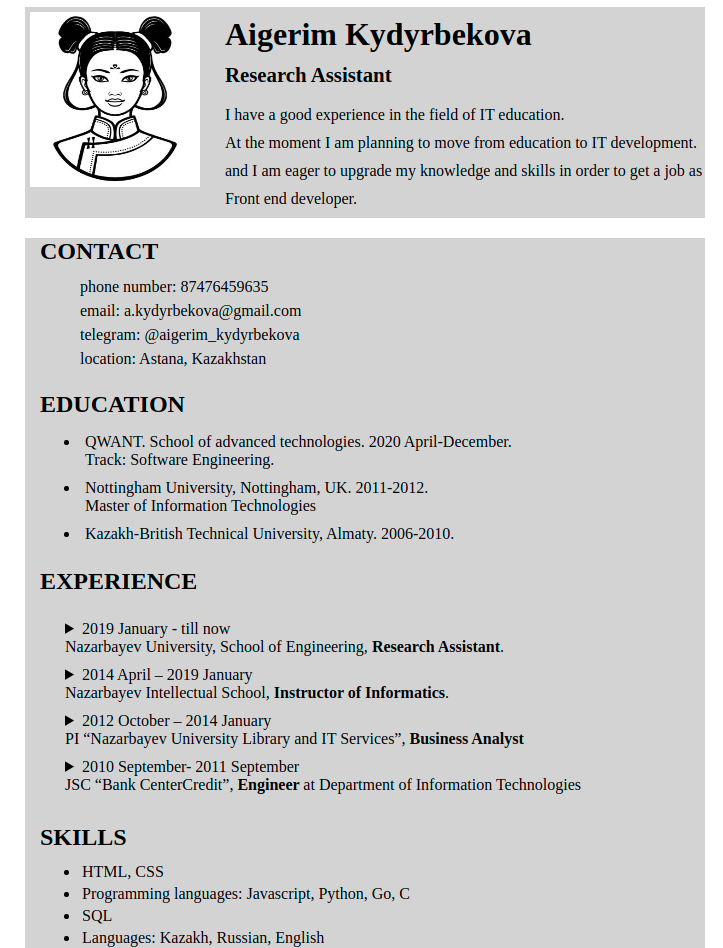 Aigerim Kydyrbekova
Research Assistant
I have a good experience in the field of IT education.
At the moment I am planning to move from education to IT development.
and I am eager to upgrade my knowledge and skills in order to get a job as
Front end developer.
CONTACT
phone number: 87476459635
email: a.kydyrbekova@gmail.com
telegram: @aigerim_kydyrbekova
location: Astana, Kazakhstan
EDUCATION
QWANT. School of advanced technologies. 2020 April-December.
Track: Software Engineering.
Nottingham University, Nottingham, UK. 2011-2012.
Master of Information Technologies
Kazakh-British Technical University, Almaty. 2006-2010.
EXPERIENCE
2019 January - till now
Nazarbayev University, School of Engineering, Research Assistant.
2014 April – 2019 January
Nazarbayev Intellectual School, Instructor of Informatics.
2012 October – 2014 January
PI “Nazarbayev University Library and IT Services”, Business Analyst
2010 September- 2011 September
JSC “Bank CenterCredit”, Engineer at Department of Information Technologies
SKILLS
HTML, CSS
Programming languages: Javascript, Python, Go, C
SQL
Languages: Kazakh, Russian, English